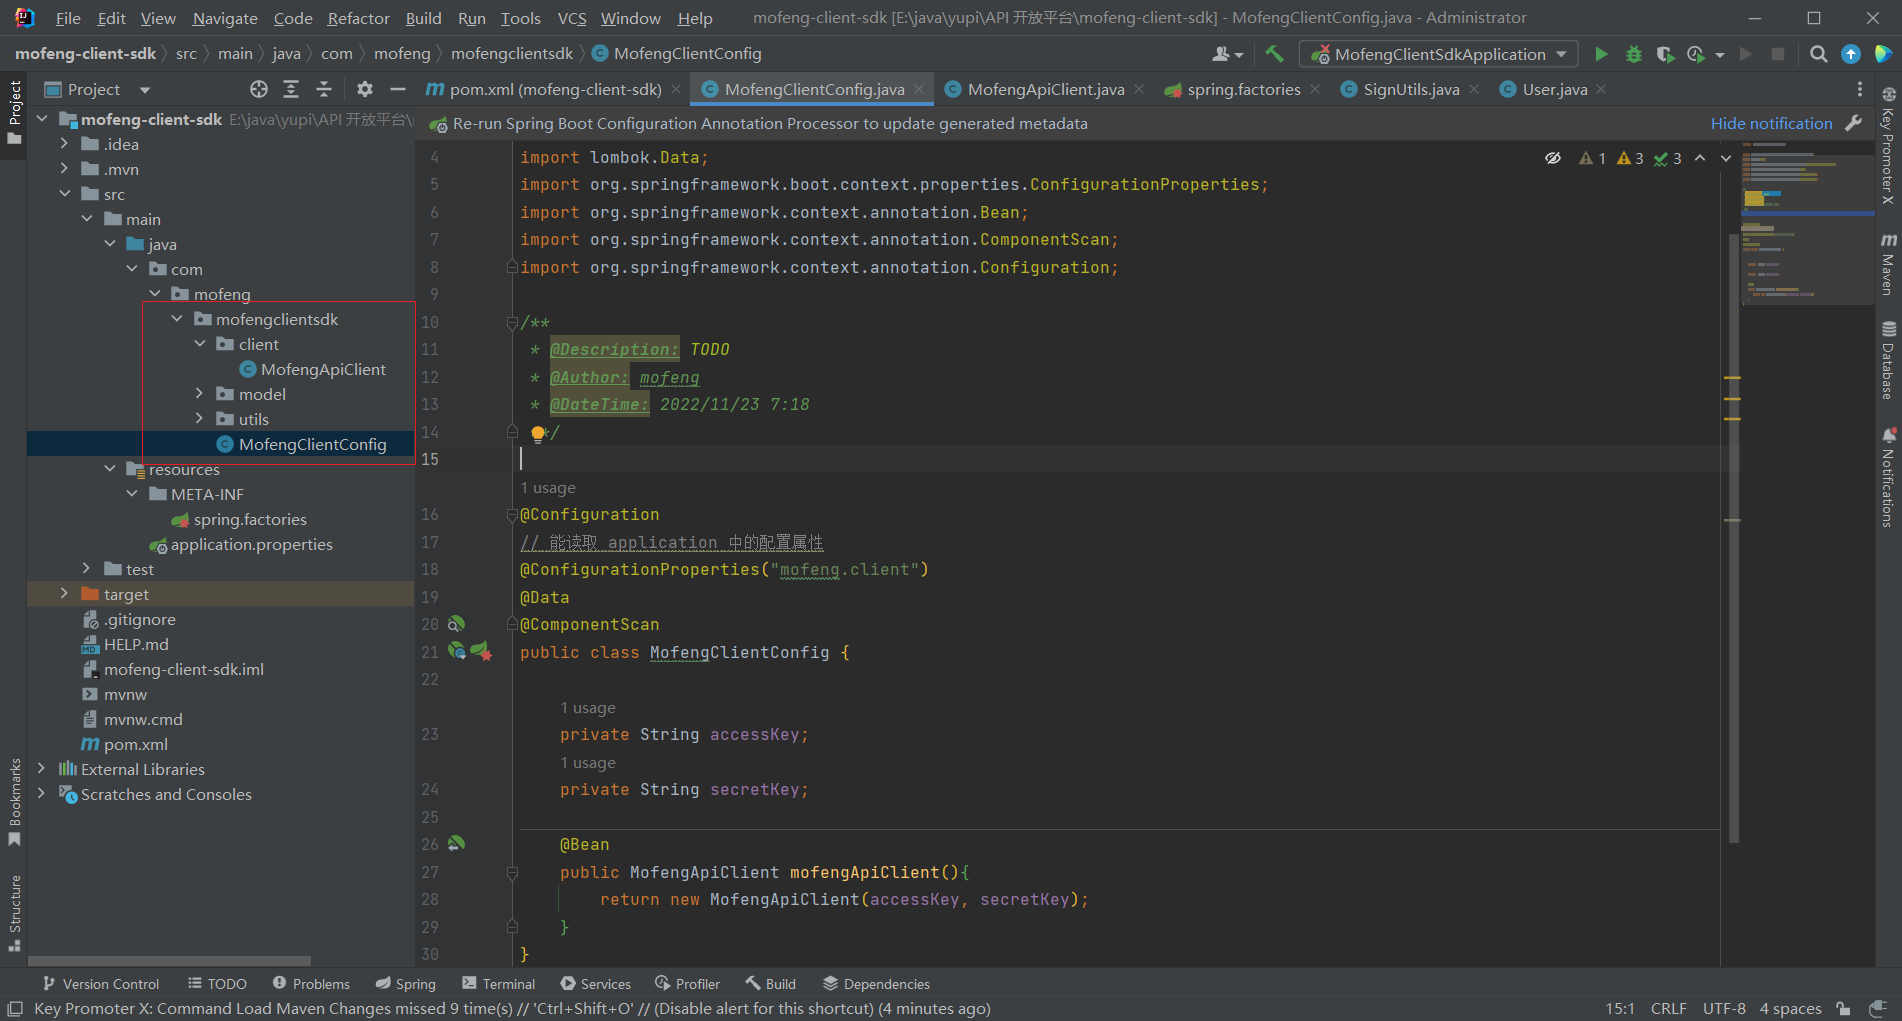 File Edit View Navigate Code Refactor Build Run Tools VCS Window Help mofeng-client-sdk [E:\java\yupi\API 开放平台\mofeng-client-sdk] - MofengClientConfig.java - Administrator
mofeng-client-sdk src main java com mofeng mofengclientsdk MofengClientConfig MofengClientSdkApplication
Project pom.xml (mofeng-client-sdk) MofengClientConfig.java MofengApiClient.java spring.factories SignUtils.java User.java
Re-run Spring Boot Configuration Annotation Processor to update generated metadata Hide notification
1 3 3
Project
Bookmarks
Structure
mofeng-client-sdk E:\java\yupi\API 开放平台\
.idea
.mvn
src
main
java
com
mofeng
mofengclientsdk
client
MofengApiClient
model
utils
MofengClientConfig
resources
META-INF
spring.factories
application.properties
test
target
.gitignore
HELP.md
mofeng-client-sdk.iml
mvnw
mvnw.cmd
pom.xml
External Libraries
Scratches and Consoles
4 import lombok.Data;
5 import org.springframework.boot.context.properties.ConfigurationProperties;
6 import org.springframework.context.annotation.Bean;
7 import org.springframework.context.annotation.ComponentScan;
8 import org.springframework.context.annotation.Configuration;
9
10 /**
11 * @Description: TODO
12 * @Author: mofeng
13 * @DateTime: 2022/11/23 7:18
14 */
15
1 usage
16 @Configuration
17 // 能读取 application 中的配置属性
18 @ConfigurationProperties("mofeng.client")
19 @Data
20 @ComponentScan
21 public class MofengClientConfig {
22
1 usage
23 private String accessKey;
1 usage
24 private String secretKey;
25
26 @Bean
27 public MofengApiClient mofengApiClient(){
28 return new MofengApiClient(accessKey, secretKey);
29 }
30 }
Key Promoter X
Maven
Database
Notifications
Version Control TODO Problems Spring Terminal Services Profiler Build Dependencies
Key Promoter X: Command Load Maven Changes missed 9 time(s) // 'Ctrl+Shift+O' // (Disable alert for this shortcut) (4 minutes ago) 15:1 CRLF UTF-8 4 spaces